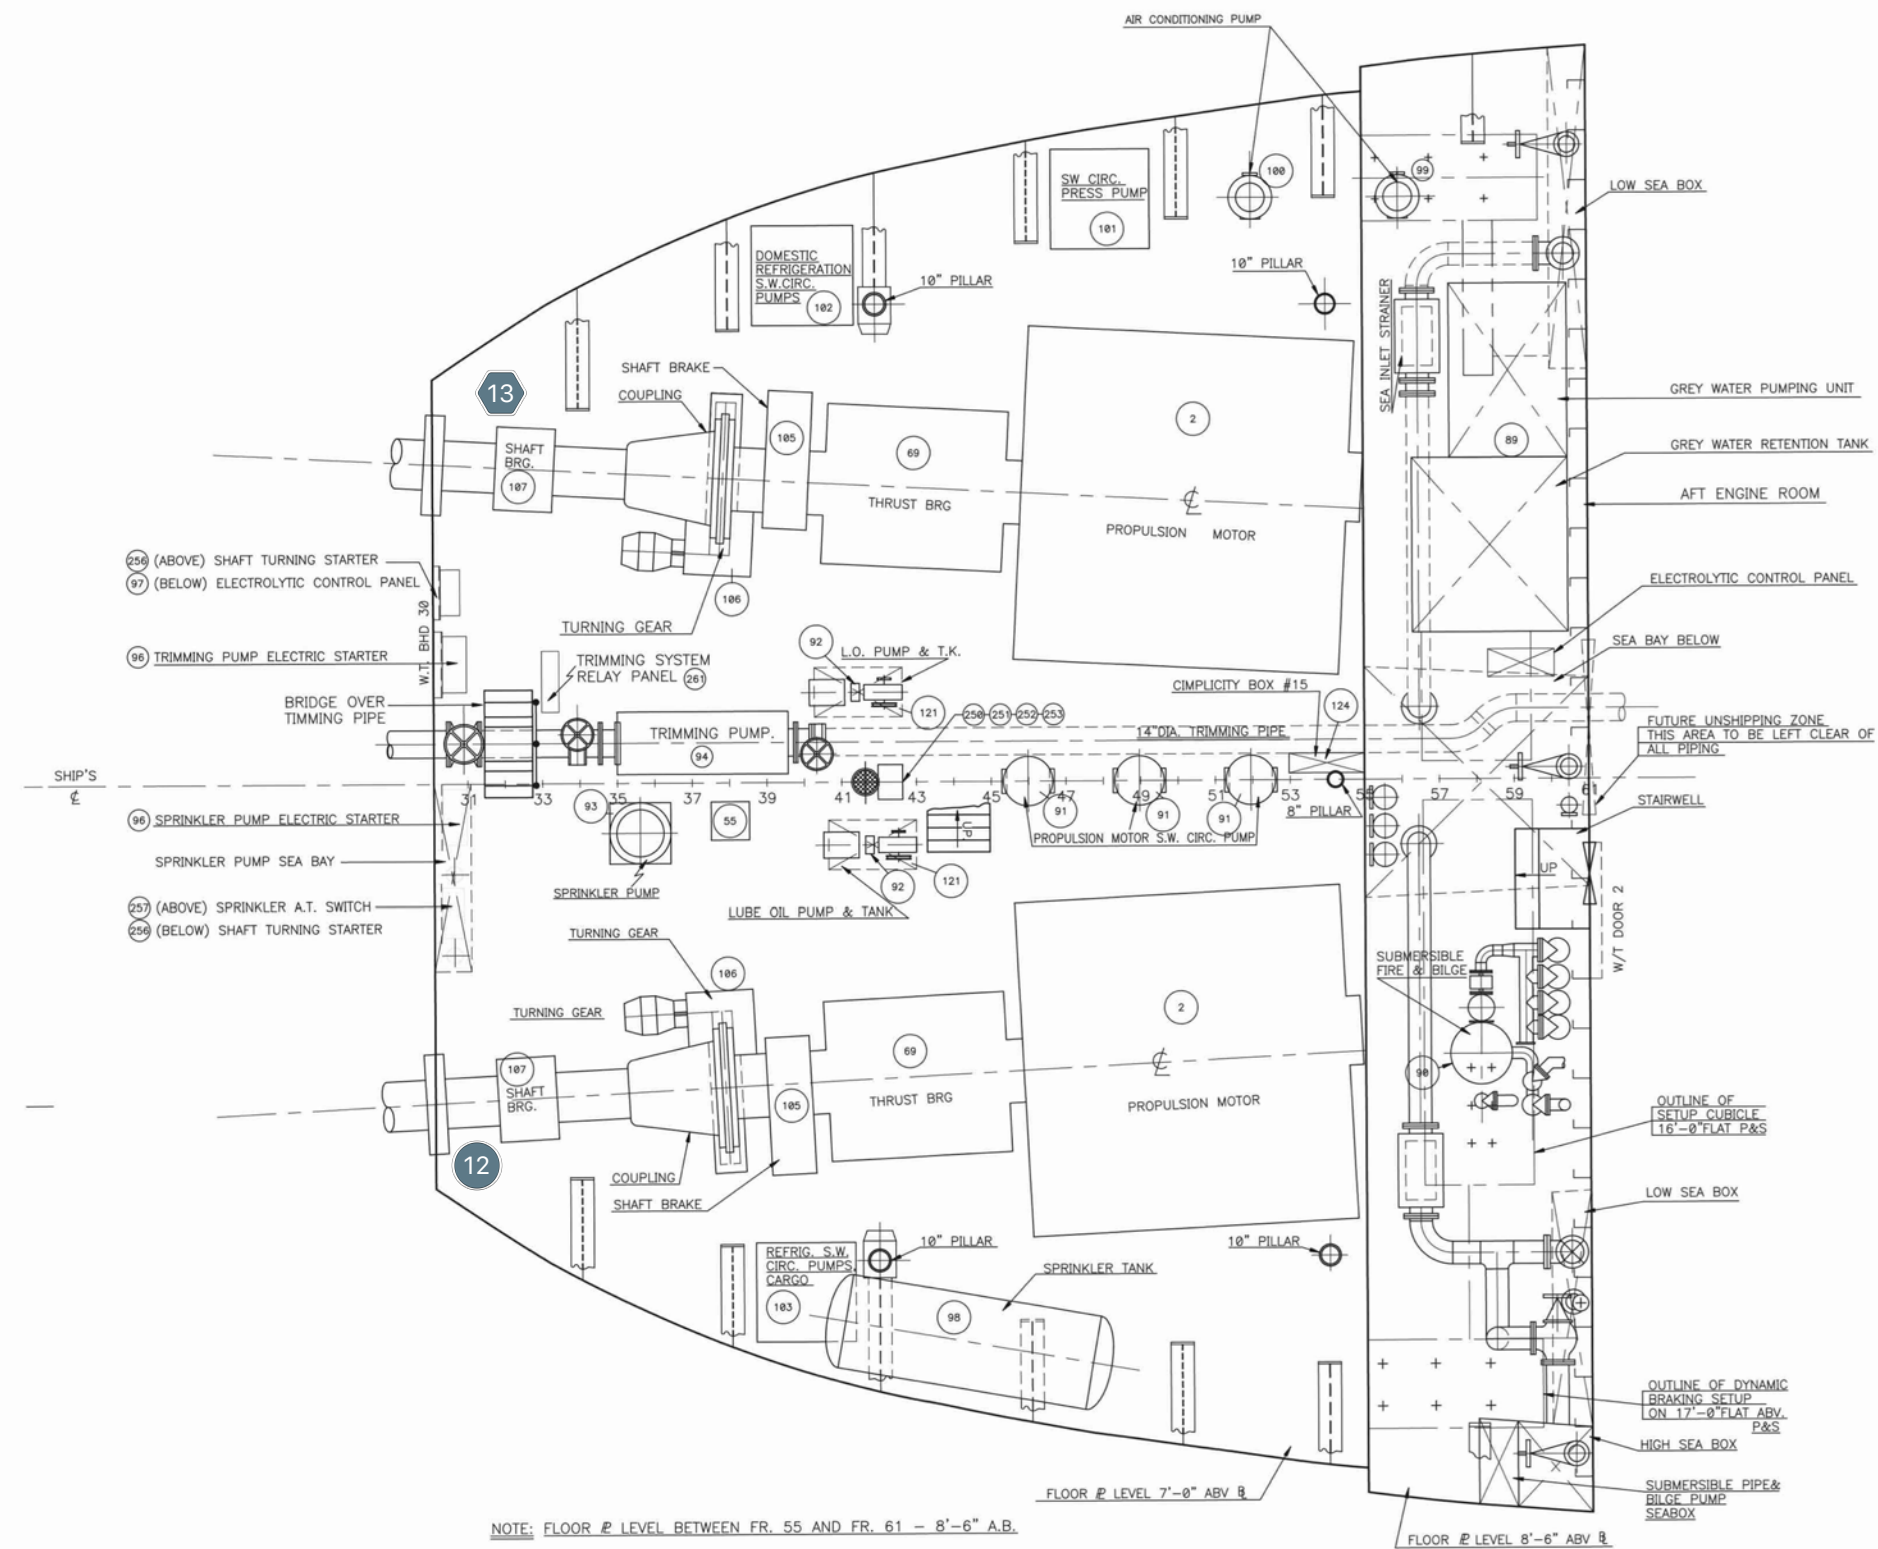 AIR CONDITIONING PUMP
SW CIRC.
PRESS PUMP
101
100
99
LOW SEA BOX
DOMESTIC
REFRIGERATION
S.W.CIRC.
PUMPS
102
10" PILLAR
10" PILLAR
SEA INLET STRAINER
13
SHAFT BRAKE
COUPLING
105
69
THRUST BRG
2
℄
PROPULSION MOTOR
GREY WATER PUMPING UNIT
89
GREY WATER RETENTION TANK
AFT ENGINE ROOM
SHAFT
BRG.
107
106
TURNING GEAR
256 (ABOVE) SHAFT TURNING STARTER
97 (BELOW) ELECTROLYTIC CONTROL PANEL
W.T. BHD 30
96 TRIMMING PUMP ELECTRIC STARTER
TRIMMING SYSTEM
RELAY PANEL 261
BRIDGE OVER
TIMMING PIPE
92
L.O. PUMP & T.K.
121
250 251 252 253
ELECTROLYTIC CONTROL PANEL
SEA BAY BELOW
CIMPLICITY BOX #15
124
14"DIA. TRIMMING PIPE
FUTURE UNSHIPPING ZONE
THIS AREA TO BE LEFT CLEAR OF
ALL PIPING
TRIMMING PUMP.
94
SHIP'S
℄
31 33 35 37 39 41 43 45 47 49 51 53 55 57 59 61
93
55
91
91
91
8" PILLAR
STAIRWELL
UP
UP
96 SPRINKLER PUMP ELECTRIC STARTER
SPRINKLER PUMP SEA BAY
PROPULSION MOTOR S.W. CIRC. PUMP
SPRINKLER PUMP
92
121
LUBE OIL PUMP & TANK
257 (ABOVE) SPRINKLER A.T. SWITCH
256 (BELOW) SHAFT TURNING STARTER
W/T DOOR 2
TURNING GEAR
106
TURNING GEAR
SUBMERSIBLE
FIRE & BILGE
90
2
69
℄
THRUST BRG
PROPULSION MOTOR
107
SHAFT
BRG.
105
12
COUPLING
SHAFT BRAKE
OUTLINE OF
SETUP CUBICLE
16'-0"FLAT P&S
LOW SEA BOX
REFRIG. S.W.
CIRC. PUMPS
CARGO
103
10" PILLAR
SPRINKLER TANK
98
10" PILLAR
OUTLINE OF DYNAMIC
BRAKING SETUP
ON 17'-0"FLAT ABV.
P&S
HIGH SEA BOX
SUBMERSIBLE PIPE&
BILGE PUMP
SEABOX
FLOOR ⅊ LEVEL 7'-0" ABV BL
NOTE: FLOOR ⅊ LEVEL BETWEEN FR. 55 AND FR. 61 - 8'-6" A.B.
FLOOR ⅊ LEVEL 8'-6" ABV BL